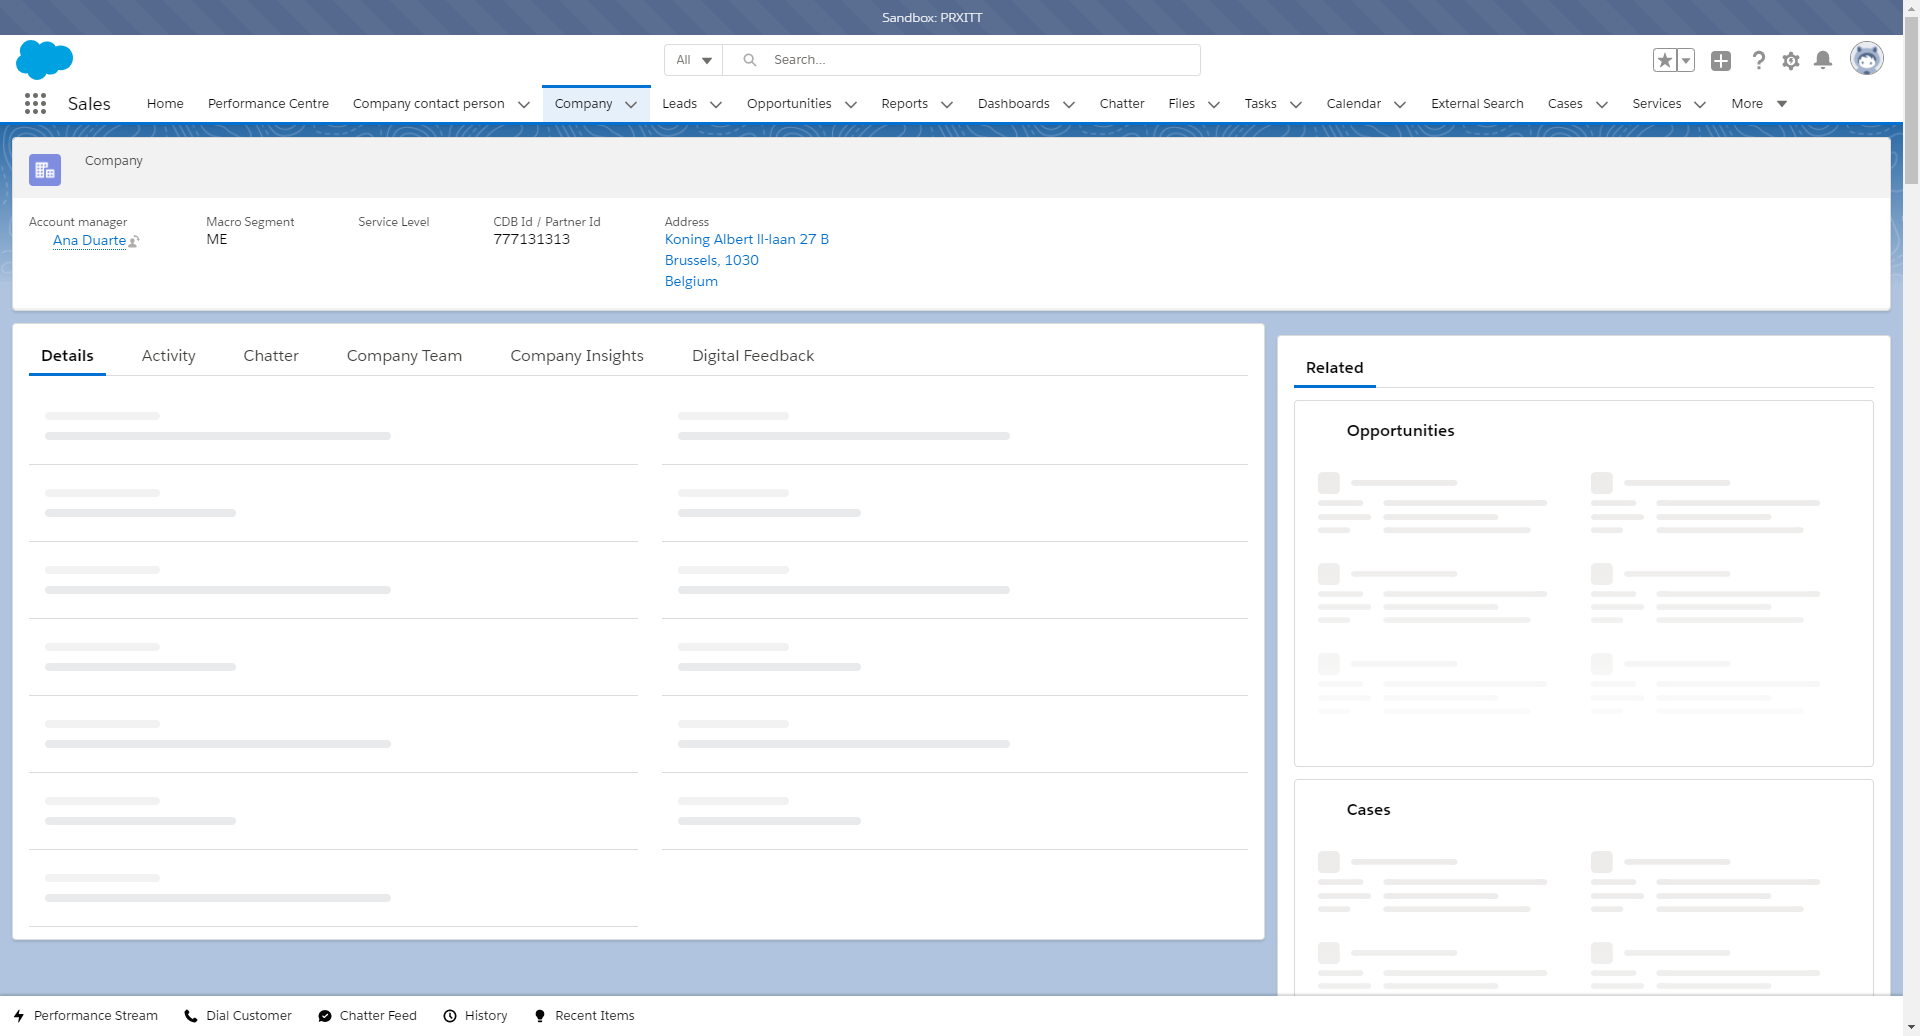 Sandbox: PRXITT
All
Search...
Sales
Home
Performance Centre
Company contact person
Company
Leads
Opportunities
Reports
Dashboards
Chatter
Files
Tasks
Calendar
External Search
Cases
Services
More
Company
Account manager
Ana Duarte
Macro Segment
ME
Service Level
CDB Id / Partner Id
777131313
Address
Koning Albert II-laan 27 B
Brussels, 1030
Belgium
Details
Activity
Chatter
Company Team
Company Insights
Digital Feedback
Related
Opportunities
Cases
Performance Stream
Dial Customer
Chatter Feed
History
Recent Items